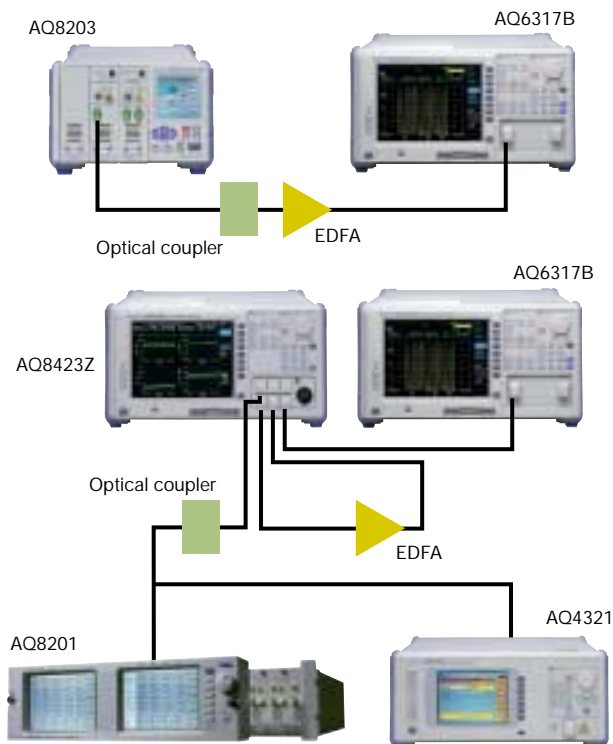 AQ8203
AQ6317B
Optical coupler
EDFA
AQ6317B
AQ8423Z
Optical coupler
EDFA
AQ8201
AQ4321